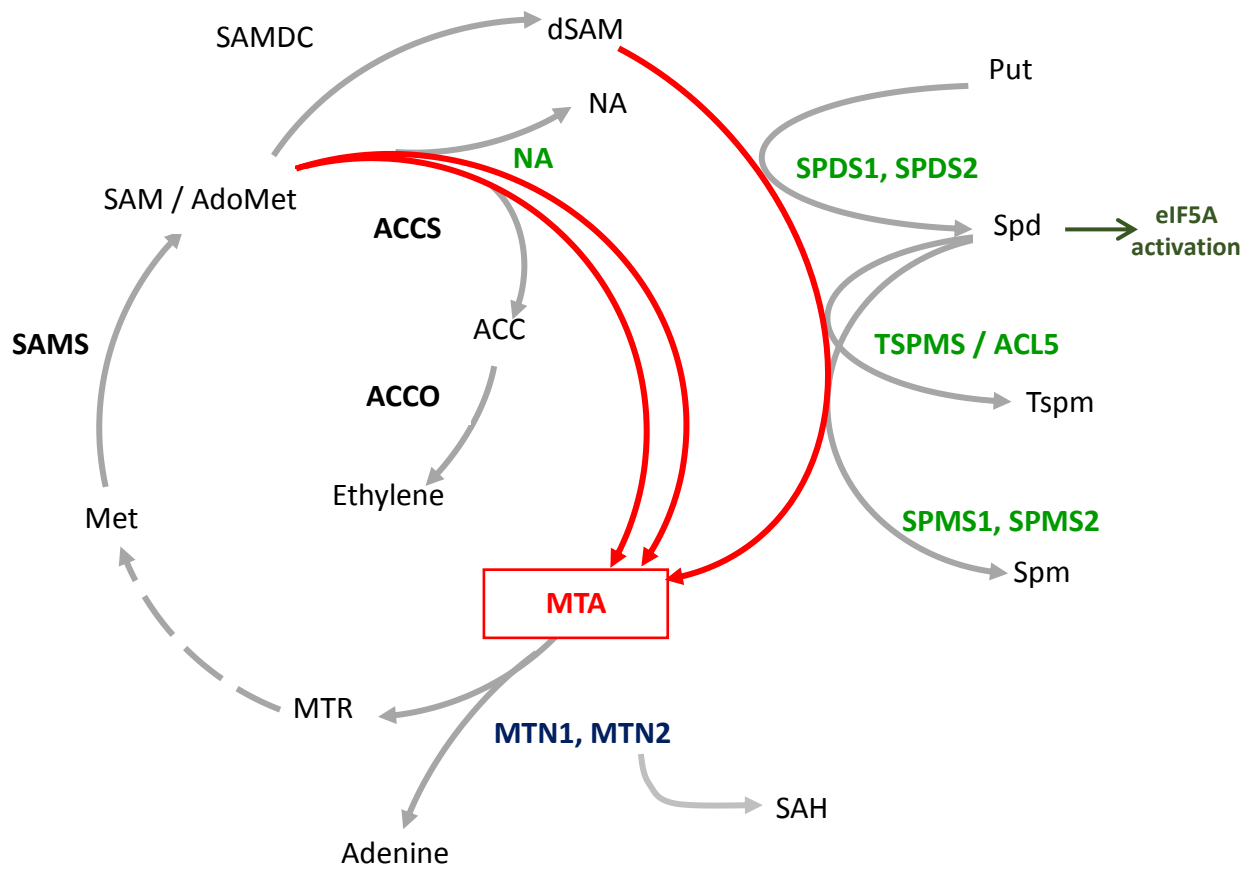 SAMDC
dSAM
Put
NA
NA
SPDS1, SPDS2
SAM / AdoMet
ACCS
Spd
eIF5A
activation
SAMS
ACC
TSPMS / ACL5
ACCO
Tspm
Ethylene
Met
SPMS1, SPMS2
Spm
MTA
MTR
MTN1, MTN2
SAH
Adenine